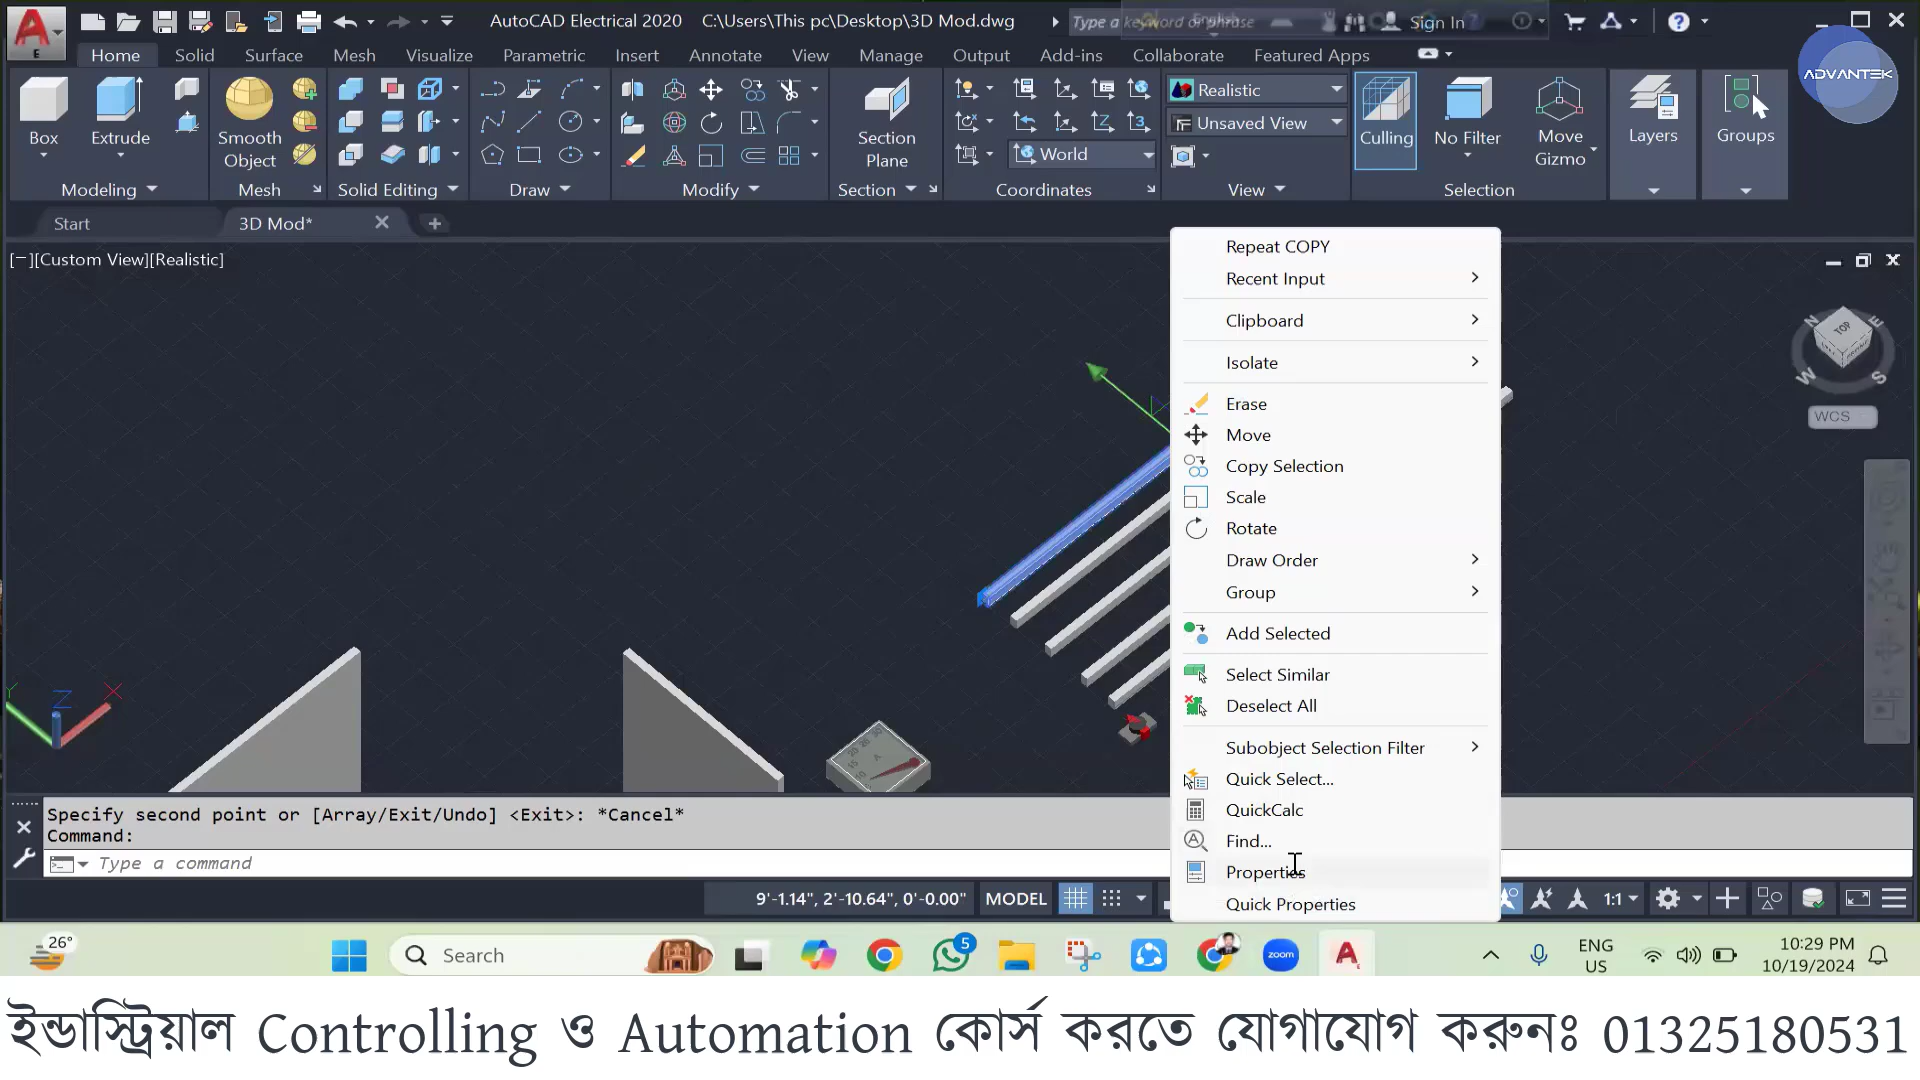 AutoCAD Electrical 2020 C:\Users\This pc\Desktop\3D Mod.dwg
Type a keyword or phrase
Sign In
Home Solid Surface Mesh Visualize Parametric Insert Annotate View Manage Output Add-ins Collaborate Featured Apps
ADVANTEK
Box
Extrude
Smooth
Object
Section
Plane
Realistic
Unsaved View
World
Culling
No Filter
Move
Gizmo
Layers
Groups
Modeling Mesh Solid Editing Draw Modify Section Coordinates View Selection
Start
3D Mod*
[−][Custom View][Realistic]
Repeat COPY
Recent Input
Clipboard
Isolate
Erase
Move
Copy Selection
Scale
Rotate
Draw Order
Group
Add Selected
Select Similar
Deselect All
Subobject Selection Filter
Quick Select...
QuickCalc
Find...
Properties
Quick Properties
TOP
N
E
W
S
WCS
Y
Z
X
A
Specify second point or [Array/Exit/Undo] <Exit>: *Cancel*
Command:
Type a command
9'-1.14", 2'-10.64", 0'-0.00" MODEL
1:1
26°
Search
5
zoom
ENG
US
10:29 PM
10/19/2024
ইন্ডাস্ট্রিয়াল Controlling ও Automation কোর্স করতে যোগাযোগ করুনঃ 01325180531